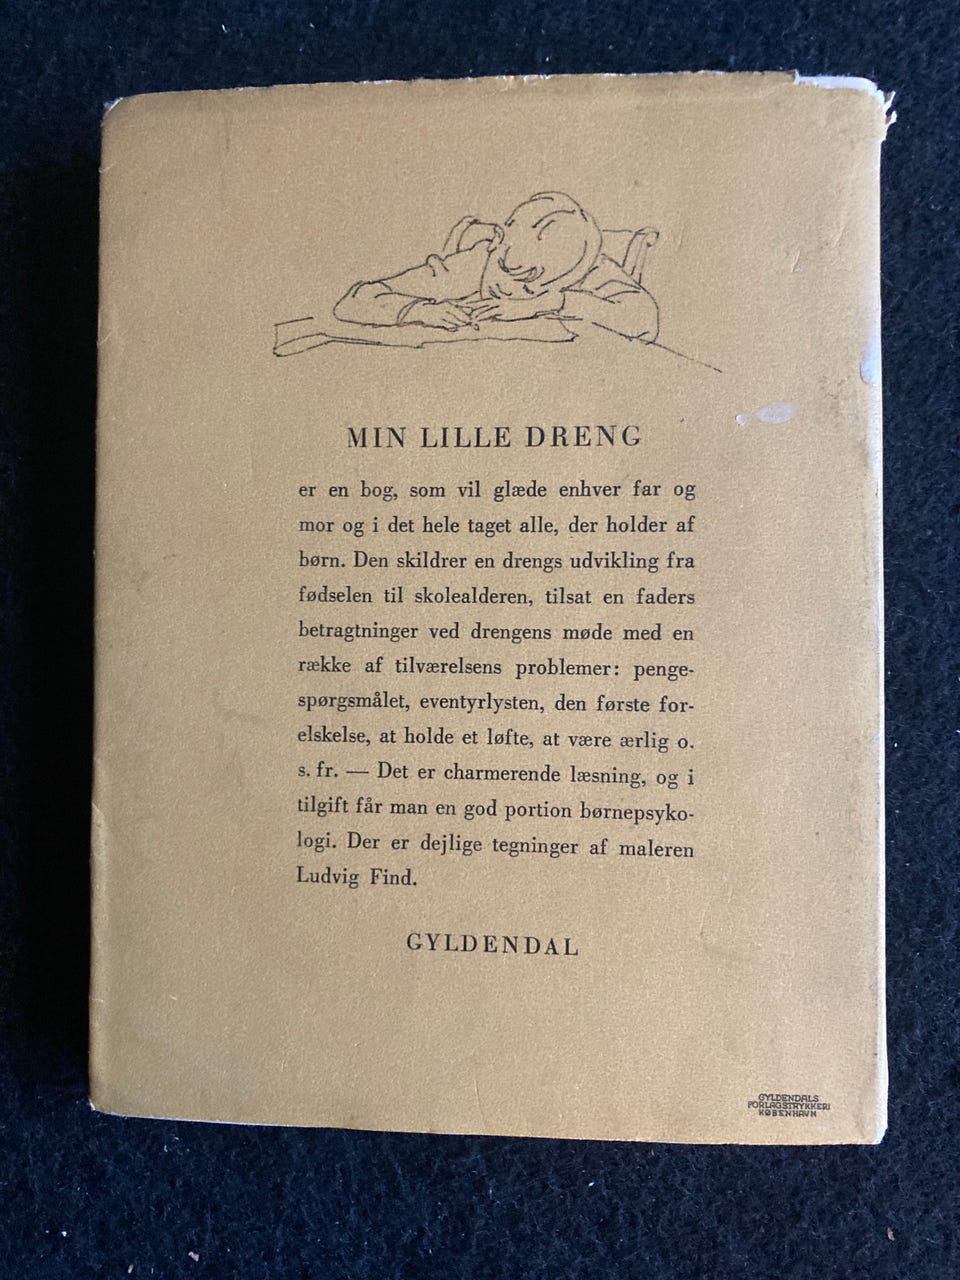 MIN LILLE DRENG
er en bog, som vil glæde enhver far og
mor og i det hele taget alle, der holder af
børn. Den skildrer en drengs udvikling fra
fødselen til skolealderen, tilsat en faders
betragtninger ved drengens møde med en
række af tilværelsens problemer: penge-
spørgsmålet, eventyrlysten, den første for-
elskelse, at holde et løfte, at være ærlig o.
s. fr. — Det er charmerende læsning, og i
tilgift får man en god portion børnepsyko-
logi. Der er dejlige tegninger af maleren
Ludvig Find.
GYLDENDAL
GYLDENDALS
FORLAGSTRYKKERI
KØBENHAVN